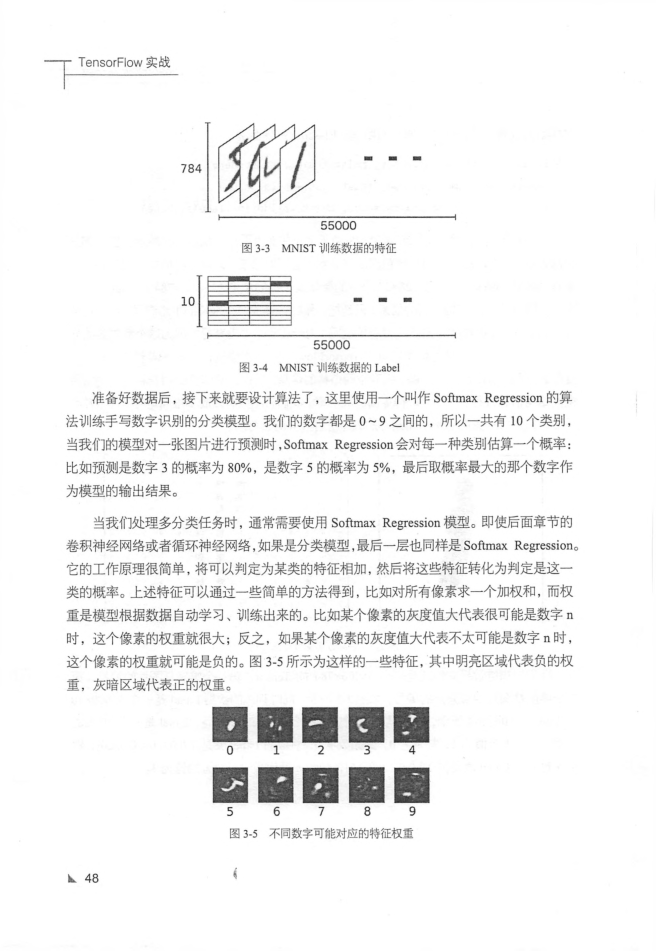 TensorFlow 实战
784
55000
图 3-3 MNIST 训练数据的特征
10
55000
图 3-4 MNIST 训练数据的 Label
准备好数据后，接下来就要设计算法了，这里使用一个叫作 Softmax Regression 的算
法训练手写数字识别的分类模型。我们的数字都是 0~9 之间的，所以一共有 10 个类别，
当我们的模型对一张图片进行预测时，Softmax Regression 会对每一种类别估算一个概率：
比如预测是数字 3 的概率为 80%，是数字 5 的概率为 5%，最后取概率最大的那个数字作
为模型的输出结果。
当我们处理多分类任务时，通常需要使用 Softmax Regression 模型。即使后面章节的
卷积神经网络或者循环神经网络，如果是分类模型，最后一层也同样是 Softmax Regression。
它的工作原理很简单，将可以判定为某类的特征相加，然后将这些特征转化为判定是这一
类的概率。上述特征可以通过一些简单的方法得到，比如对所有像素求一个加权和，而权
重是模型根据数据自动学习、训练出来的。比如某个像素的灰度值大代表很可能是数字 n
时，这个像素的权重就很大；反之，如果某个像素的灰度值大代表不太可能是数字 n 时，
这个像素的权重就可能是负的。图 3-5 所示为这样的一些特征，其中明亮区域代表负的权
重，灰暗区域代表正的权重。
0 1 2 3 4
5 6 7 8 9
图 3-5 不同数字可能对应的特征权重
48